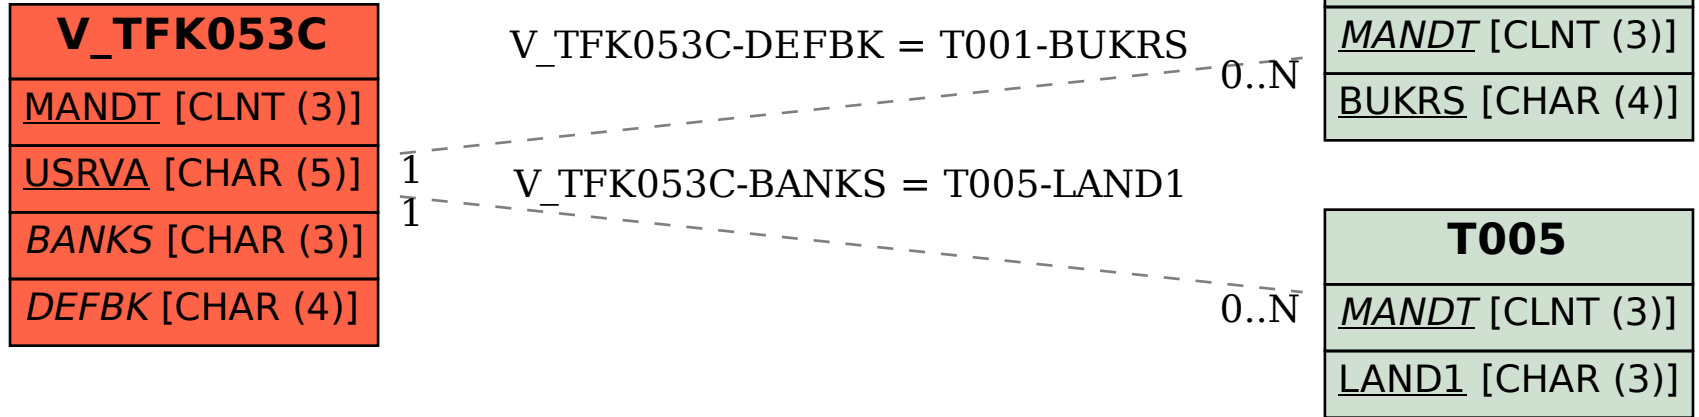 V_TFK053C
MANDT [CLNT (3)]
USRVA [CHAR (5)]
BANKS [CHAR (3)]
DEFBK [CHAR (4)]
V_TFK053C-DEFBK = T001-BUKRS
0..N
1
V_TFK053C-BANKS = T005-LAND1
1
0..N
MANDT [CLNT (3)]
BUKRS [CHAR (4)]
T005
MANDT [CLNT (3)]
LAND1 [CHAR (3)]